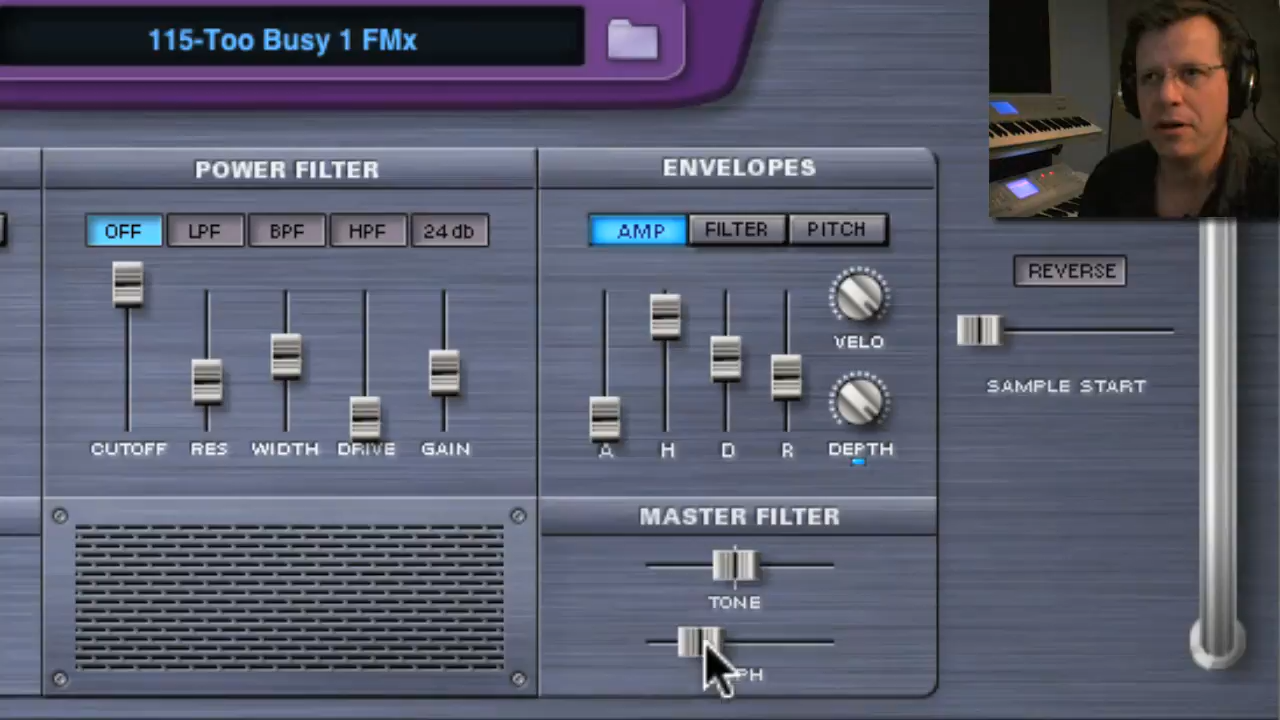 115-Too Busy 1 FMx
POWER FILTER
OFF LPF BPF HPF 24 db
CUTOFF RES WIDTH DRIVE GAIN
ENVELOPES
AMP FILTER PITCH
VELO
A H D R DEPTH
MASTER FILTER
TONE
REVERSE
SAMPLE START